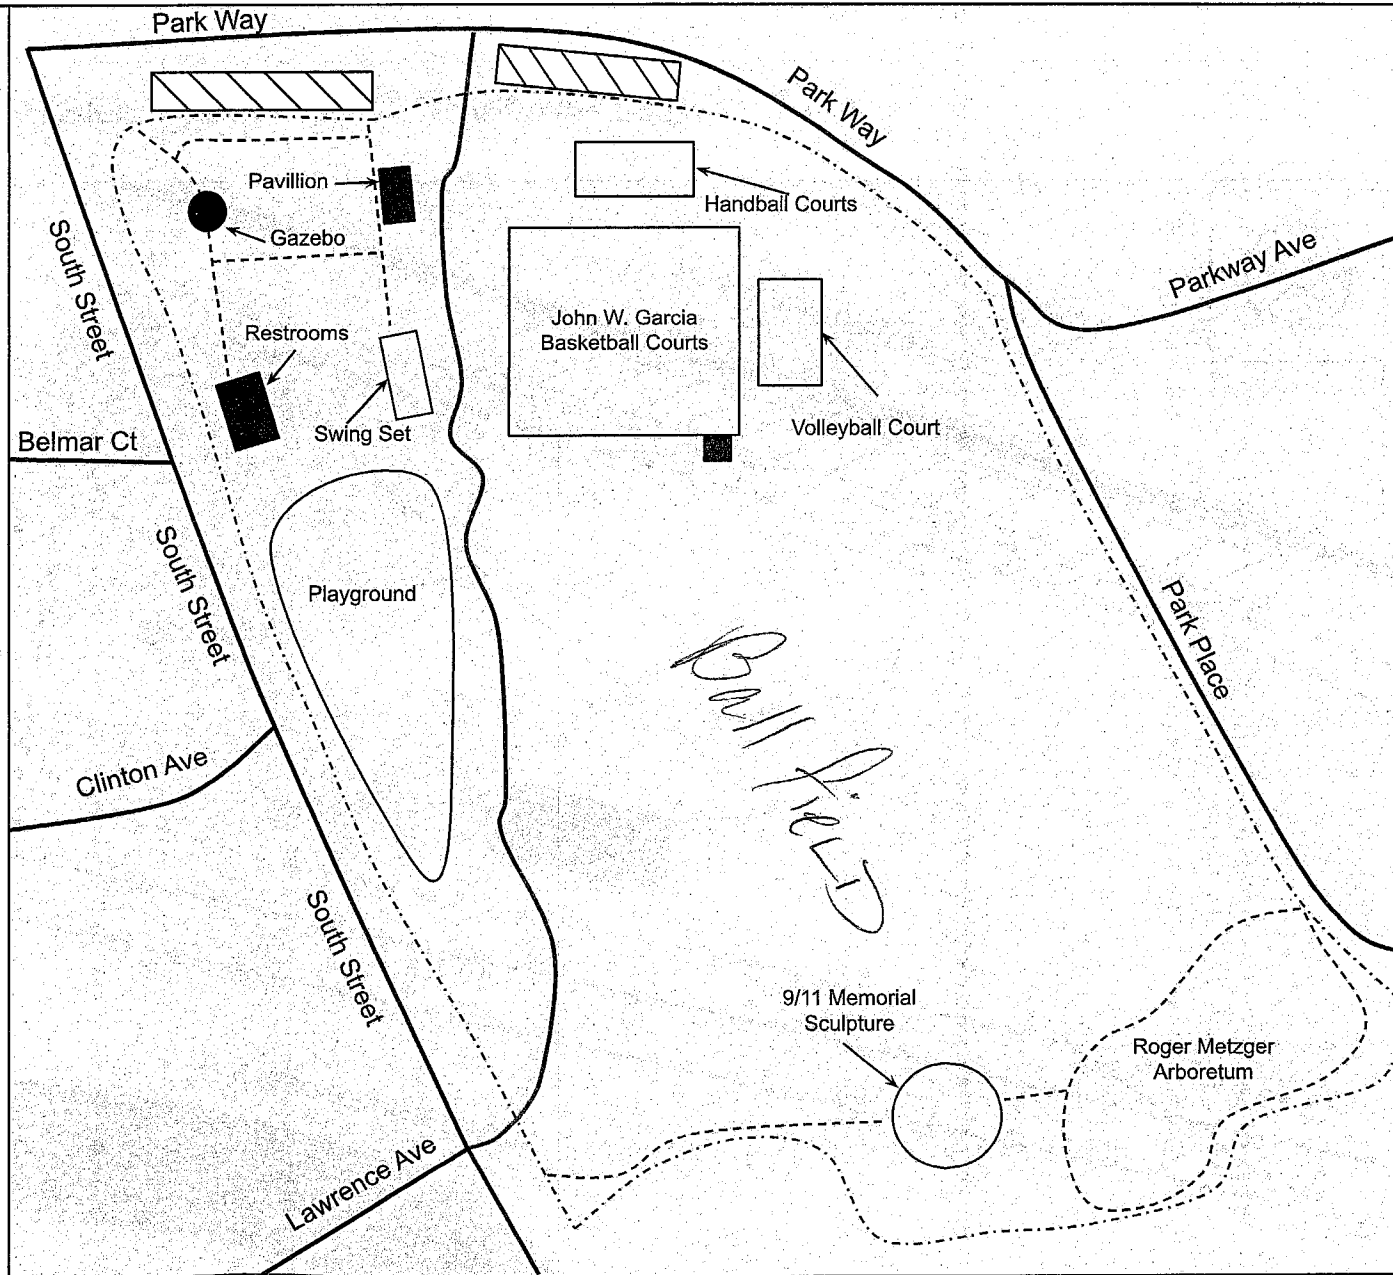 Park Way
Park Way
Pavillion
Handball Courts
Gazebo
South Street
Parkway Ave
John W. Garcia
Basketball Courts
Restrooms
Swing Set
Volleyball Court
Belmar Ct
South Street
Playground
Park Place
Ball field
Clinton Ave
South Street
9/11 Memorial
Sculpture
Roger Metzger
Arboretum
Lawrence Ave